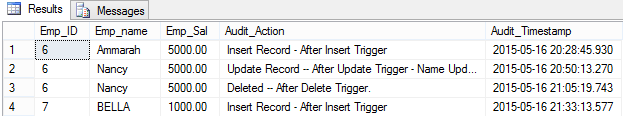 Results Messages
Emp_ID Emp_name Emp_Sal Audit_Action Audit_Timestamp
1 6 Ammarah 5000.00 Insert Record - After Insert Trigger 2015-05-16 20:28:45.930
2 6 Nancy 5000.00 Update Record -- After Update Trigger - Name Upd... 2015-05-16 20:50:13.270
3 6 Nancy 5000.00 Deleted -- After Delete Trigger. 2015-05-16 21:05:19.743
4 7 BELLA 1000.00 Insert Record - After Insert Trigger 2015-05-16 21:33:13.577